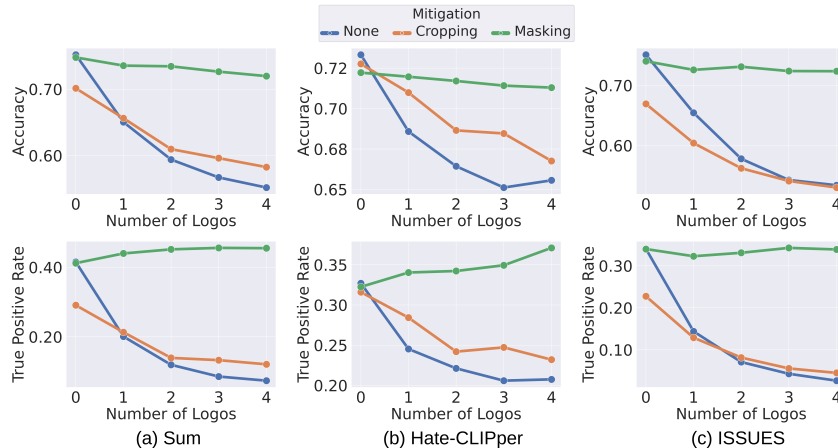 Mitigation
None Cropping Masking
Accuracy
0.70
0.60
0 1 2 3 4
Number of Logos
Accuracy
0.72
0.70
0.68
0.65
0 1 2 3 4
Number of Logos
Accuracy
0.70
0.60
0 1 2 3 4
Number of Logos
True Positive Rate
0.40
0.20
0 1 2 3 4
Number of Logos
True Positive Rate
0.35
0.30
0.25
0.20
0 1 2 3 4
Number of Logos
True Positive Rate
0.30
0.20
0.10
0 1 2 3 4
Number of Logos
(a) Sum
(b) Hate-CLIPper
(c) ISSUES